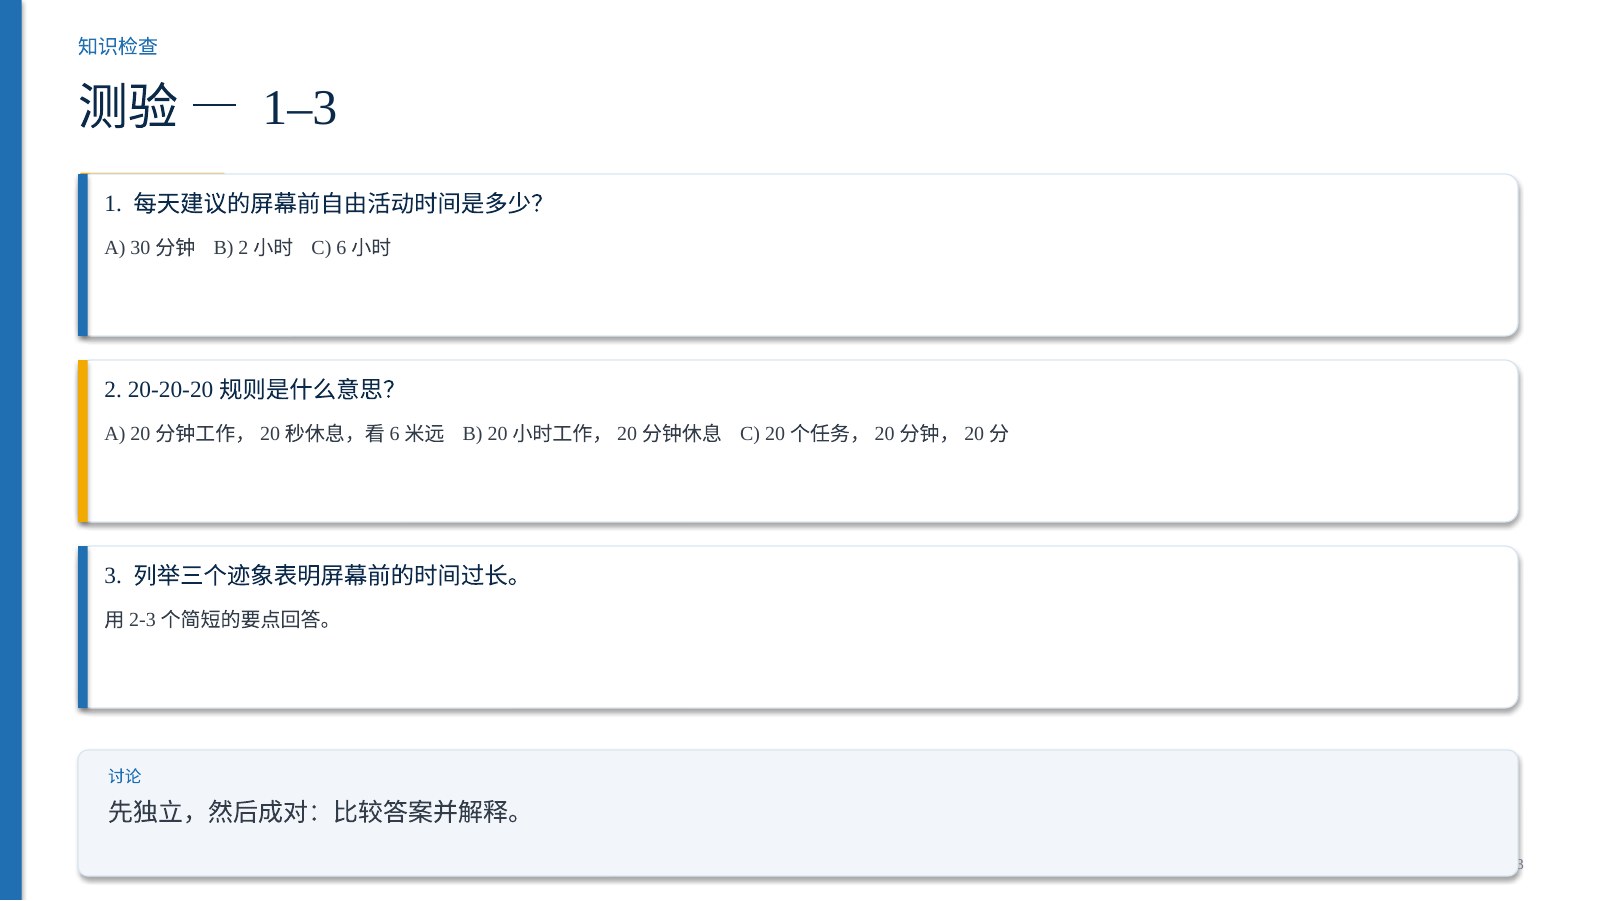 知识检查
测验 — 1–3
1. 每天建议的屏幕前自由活动时间是多少？
A) 30 分钟 B) 2 小时 C) 6 小时
2. 20-20-20 规则是什么意思？
A) 20 分钟工作， 20 秒休息，看 6 米远 B) 20 小时工作， 20 分钟休息 C) 20 个任务， 20 分钟， 20 分
3. 列举三个迹象表明屏幕前的时间过长。
用 2-3 个简短的要点回答。
讨论
先独立，然后成对：比较答案并解释。